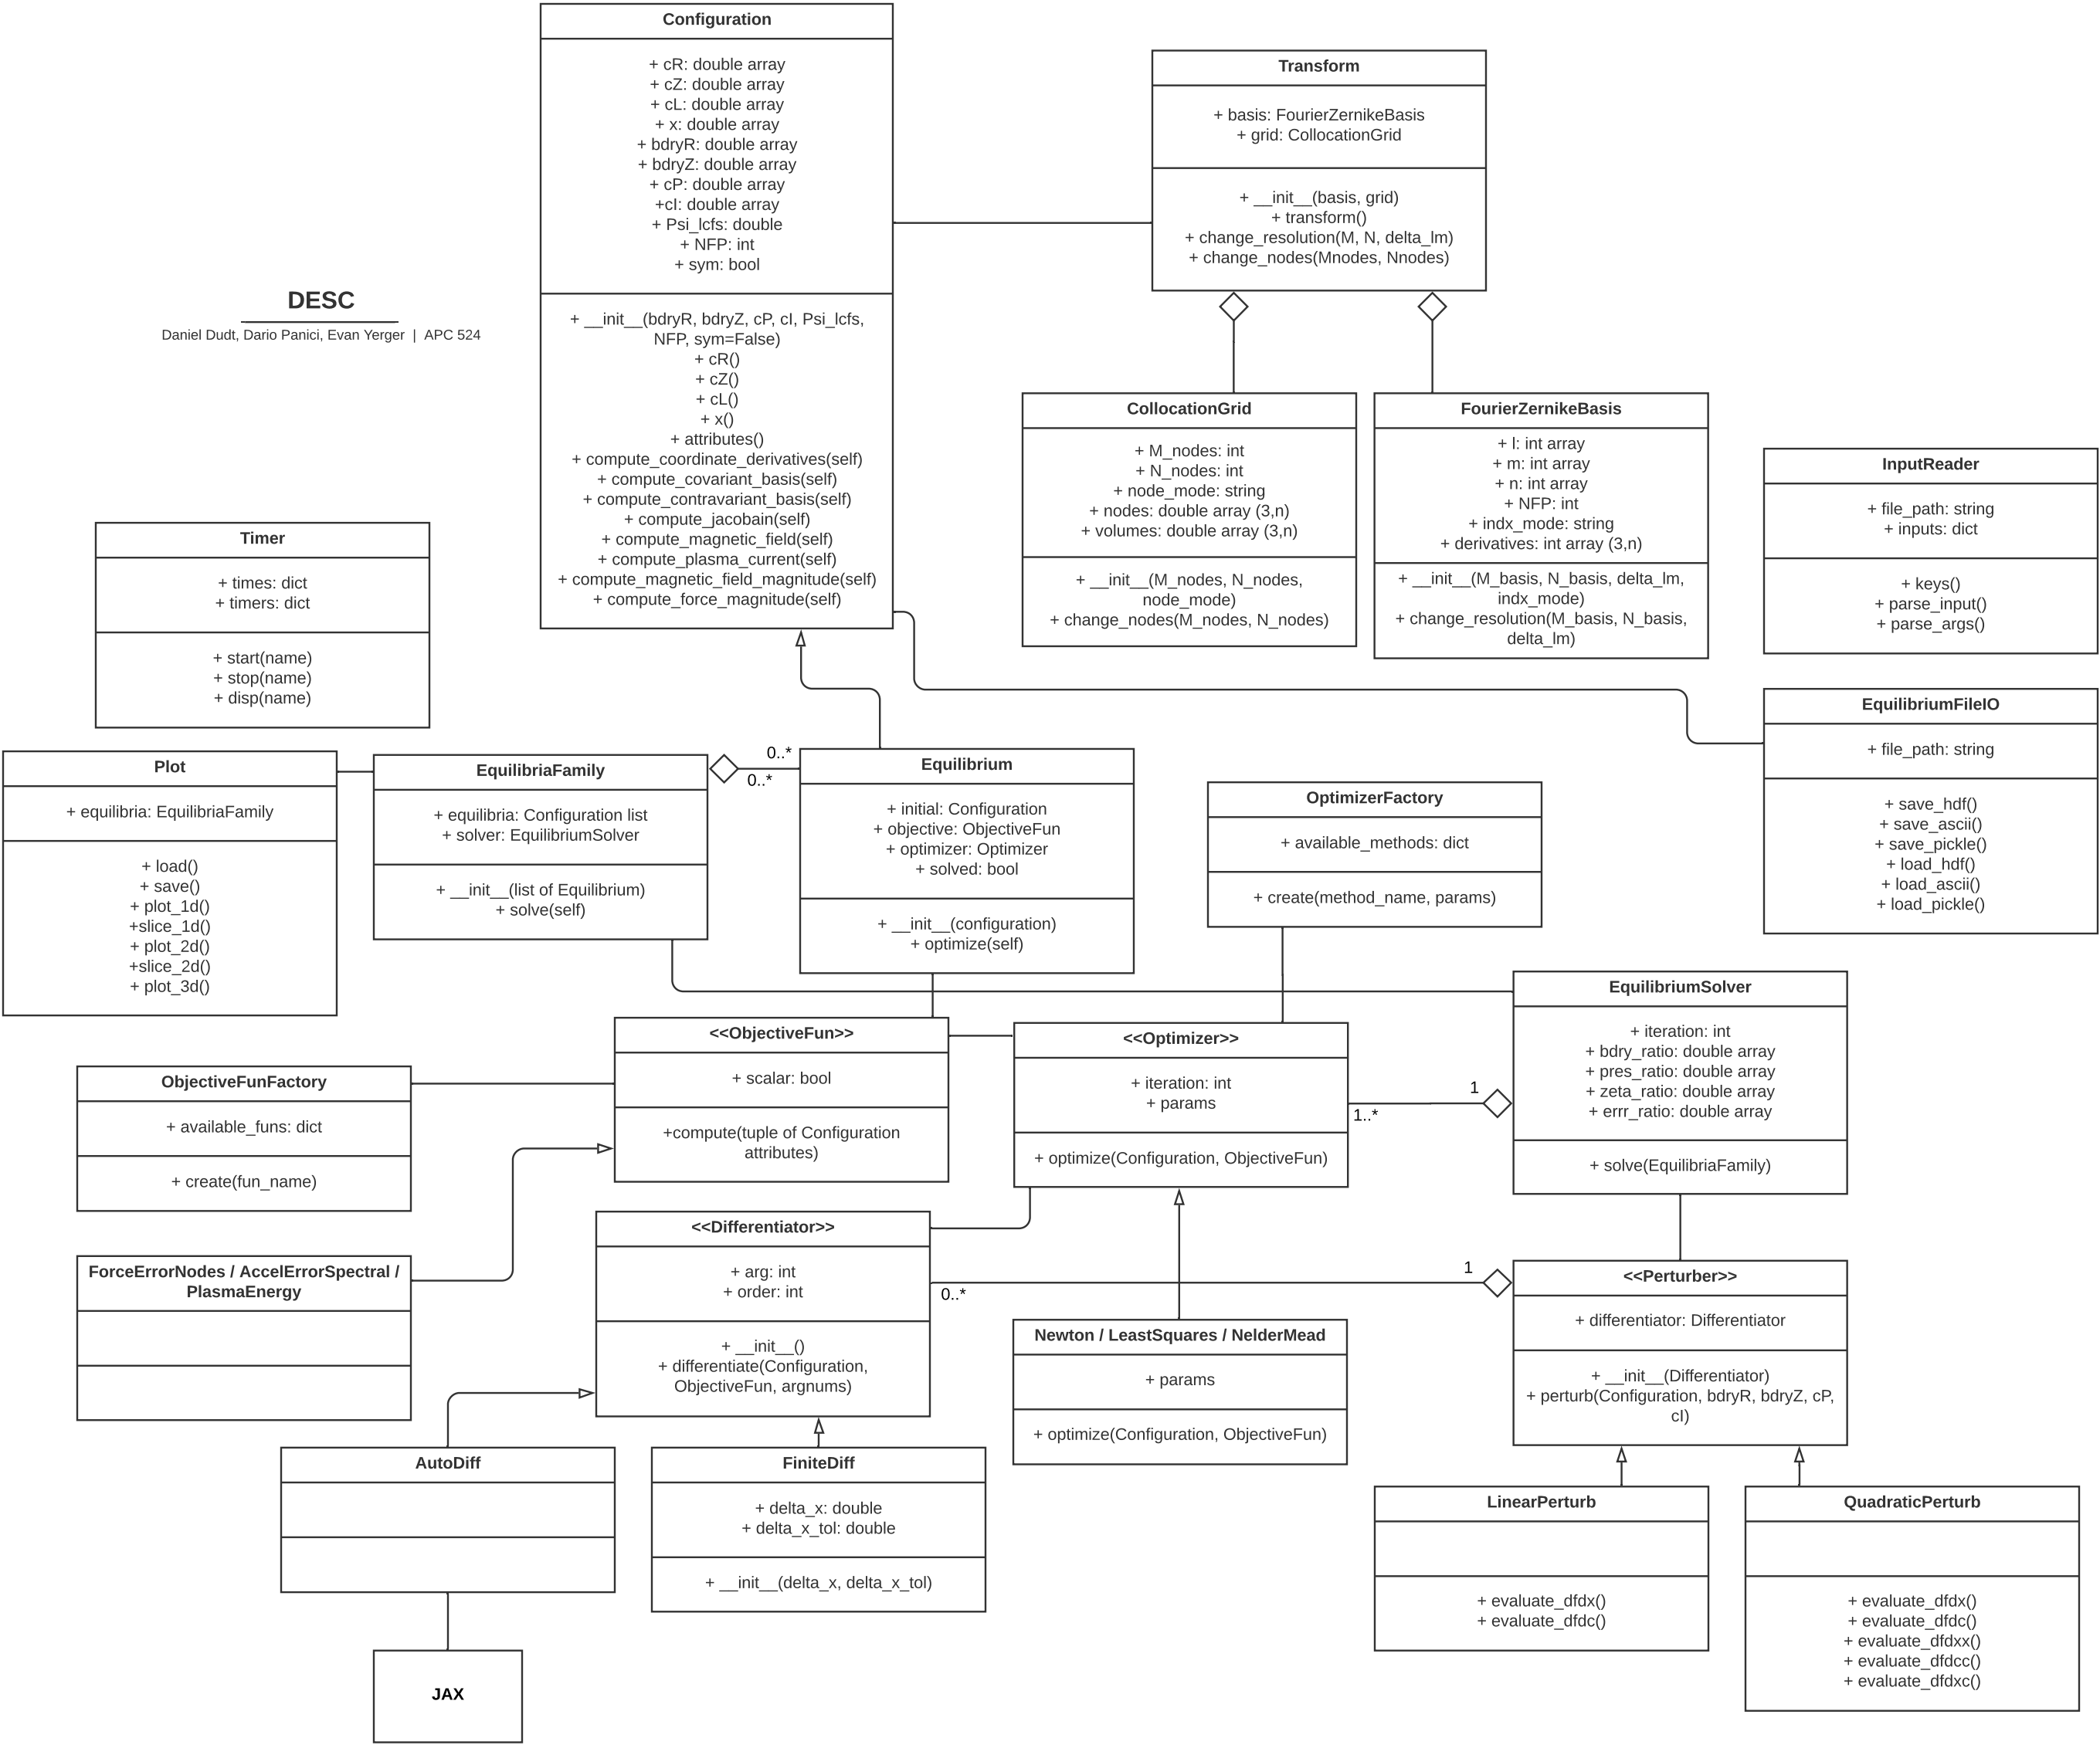 DESC
Daniel Dudt, Dario Panici, Evan Yerger | APC 524
Configuration
+ cR: double array
+ cZ: double array
+ cL: double array
+ x: double array
+ bdryR: double array
+ bdryZ: double array
+ cP: double array
+cI: double array
+ Psi_lcfs: double
+ NFP: int
+ sym: bool
+ __init__(bdryR, bdryZ, cP, cI, Psi_lcfs,
NFP, sym=False)
+ cR()
+ cZ()
+ cL()
+ x()
+ attributes()
+ compute_coordinate_derivatives(self)
+ compute_covariant_basis(self)
+ compute_contravariant_basis(self)
+ compute_jacobain(self)
+ compute_magnetic_field(self)
+ compute_plasma_current(self)
+ compute_magnetic_field_magnitude(self)
+ compute_force_magnitude(self)
Transform
+ basis: FourierZernikeBasis
+ grid: CollocationGrid
+ __init__(basis, grid)
+ transform()
+ change_resolution(M, N, delta_lm)
+ change_nodes(Mnodes, Nnodes)
CollocationGrid
+ M_nodes: int
+ N_nodes: int
+ node_mode: string
+ nodes: double array (3,n)
+ volumes: double array (3,n)
+ __init__(M_nodes, N_nodes,
node_mode)
+ change_nodes(M_nodes, N_nodes)
FourierZernikeBasis
+ l: int array
+ m: int array
+ n: int array
+ NFP: int
+ indx_mode: string
+ derivatives: int array (3,n)
+ __init__(M_basis, N_basis, delta_lm,
indx_mode)
+ change_resolution(M_basis, N_basis,
delta_lm)
InputReader
+ file_path: string
+ inputs: dict
+ keys()
+ parse_input()
+ parse_args()
Timer
+ times: dict
+ timers: dict
+ start(name)
+ stop(name)
+ disp(name)
EquilibriumFileIO
+ file_path: string
+ save_hdf()
+ save_ascii()
+ save_pickle()
+ load_hdf()
+ load_ascii()
+ load_pickle()
Plot
+ equilibria: EquilibriaFamily
+ load()
+ save()
+ plot_1d()
+slice_1d()
+ plot_2d()
+slice_2d()
+ plot_3d()
EquilibriaFamily
+ equilibria: Configuration list
+ solver: EquilibriumSolver
+ __init__(list of Equilibrium)
+ solve(self)
0..*
0..*
Equilibrium
+ initial: Configuration
+ objective: ObjectiveFun
+ optimizer: Optimizer
+ solved: bool
+ __init__(configuration)
+ optimize(self)
OptimizerFactory
+ available_methods: dict
+ create(method_name, params)
EquilibriumSolver
+ iteration: int
+ bdry_ratio: double array
+ pres_ratio: double array
+ zeta_ratio: double array
+ errr_ratio: double array
+ solve(EquilibriaFamily)
<<ObjectiveFun>>
+ scalar: bool
+compute(tuple of Configuration
attributes)
<<Optimizer>>
+ iteration: int
+ params
+ optimize(Configuration, ObjectiveFun)
1
1..*
ObjectiveFunFactory
+ available_funs: dict
+ create(fun_name)
ForceErrorNodes / AccelErrorSpectral /
PlasmaEnergy
<<Differentiator>>
+ arg: int
+ order: int
+ __init__()
+ differentiate(Configuration,
ObjectiveFun, argnums)
1
0..*
<<Perturber>>
+ differentiator: Differentiator
+ __init__(Differentiator)
+ perturb(Configuration, bdryR, bdryZ, cP,
cI)
Newton / LeastSquares / NelderMead
+ params
+ optimize(Configuration, ObjectiveFun)
AutoDiff
FiniteDiff
+ delta_x: double
+ delta_x_tol: double
+ __init__(delta_x, delta_x_tol)
LinearPerturb
+ evaluate_dfdx()
+ evaluate_dfdc()
QuadraticPerturb
+ evaluate_dfdx()
+ evaluate_dfdc()
+ evaluate_dfdxx()
+ evaluate_dfdcc()
+ evaluate_dfdxc()
JAX